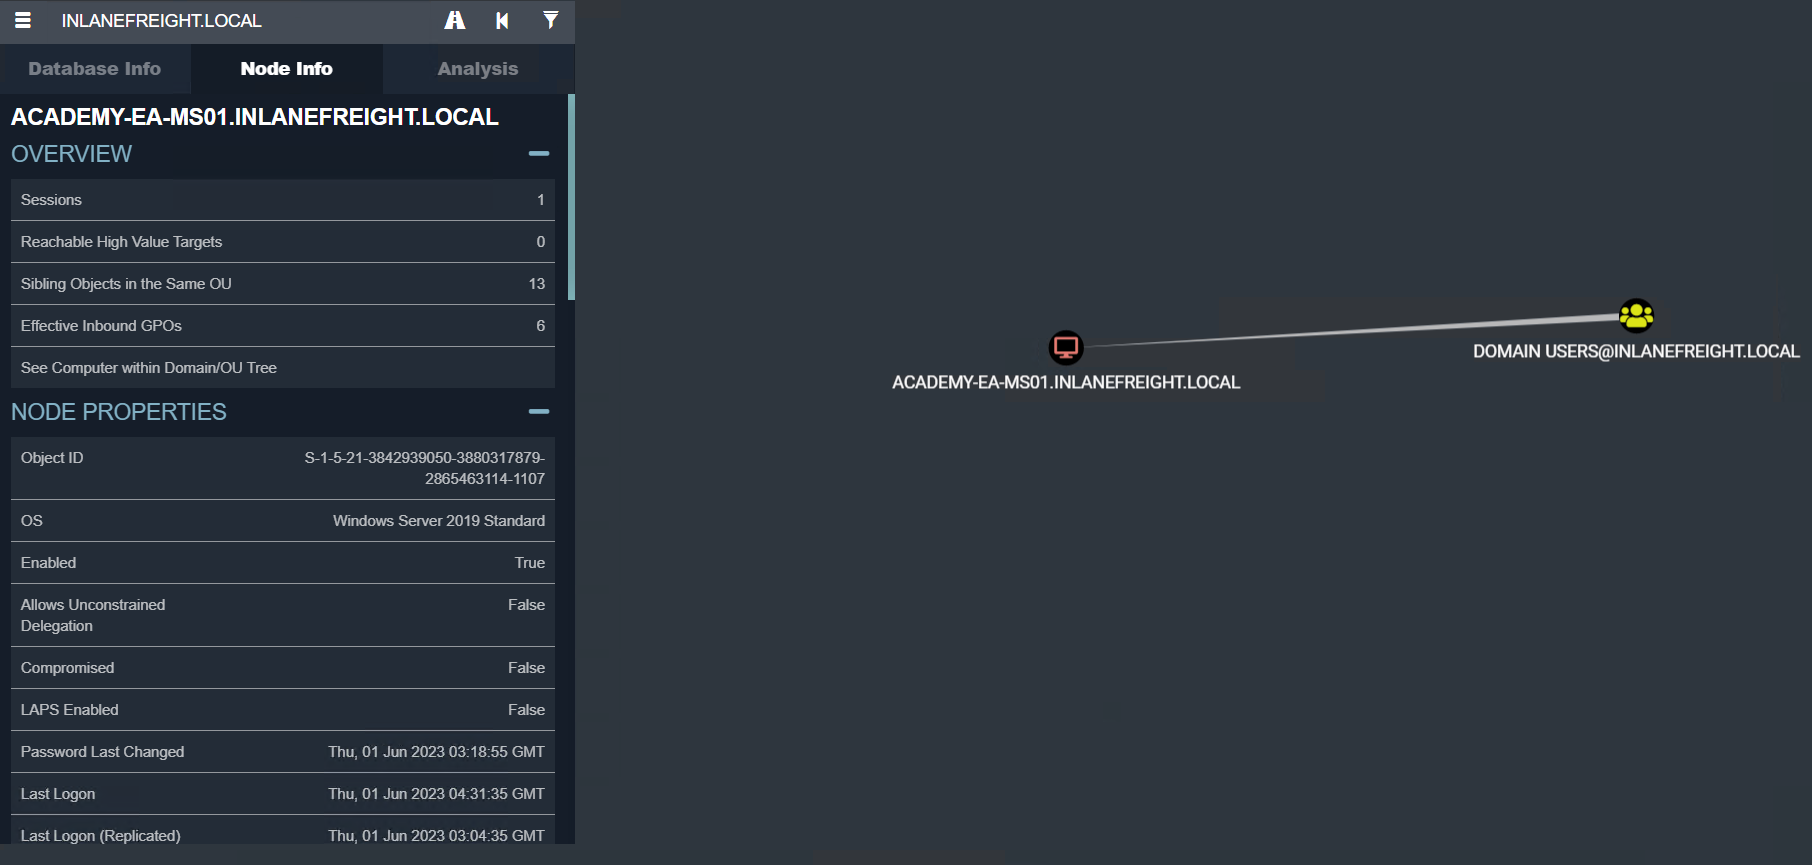 INLANEFREIGHT.LOCAL
Database Info
Node Info
Analysis
ACADEMY-EA-MS01.INLANEFREIGHT.LOCAL
OVERVIEW
Sessions 1
Reachable High Value Targets 0
Sibling Objects in the Same OU 13
Effective Inbound GPOs 6
See Computer within Domain/OU Tree
NODE PROPERTIES
Object ID S-1-5-21-3842939050-3880317879-
2865463114-1107
OS Windows Server 2019 Standard
Enabled True
Allows Unconstrained False
Delegation
Compromised False
LAPS Enabled False
Password Last Changed Thu, 01 Jun 2023 03:18:55 GMT
Last Logon Thu, 01 Jun 2023 04:31:35 GMT
Last Logon (Replicated) Thu, 01 Jun 2023 03:04:35 GMT
DOMAIN USERS@INLANEFREIGHT.LOCAL
ACADEMY-EA-MS01.INLANEFREIGHT.LOCAL